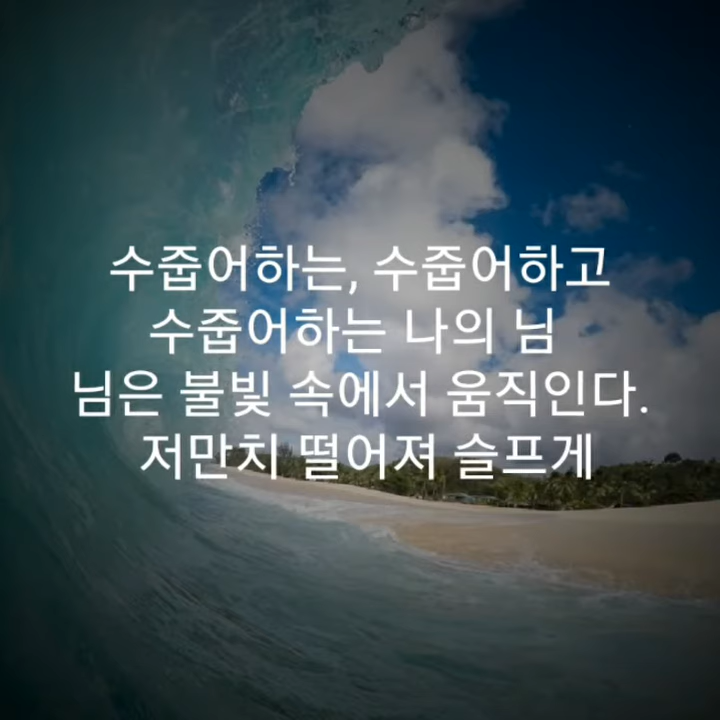 수줍어하는, 수줍어하고
수줍어하는 나의 님
님은 불빛 속에서 움직인다.
저만치 떨어져 슬프게